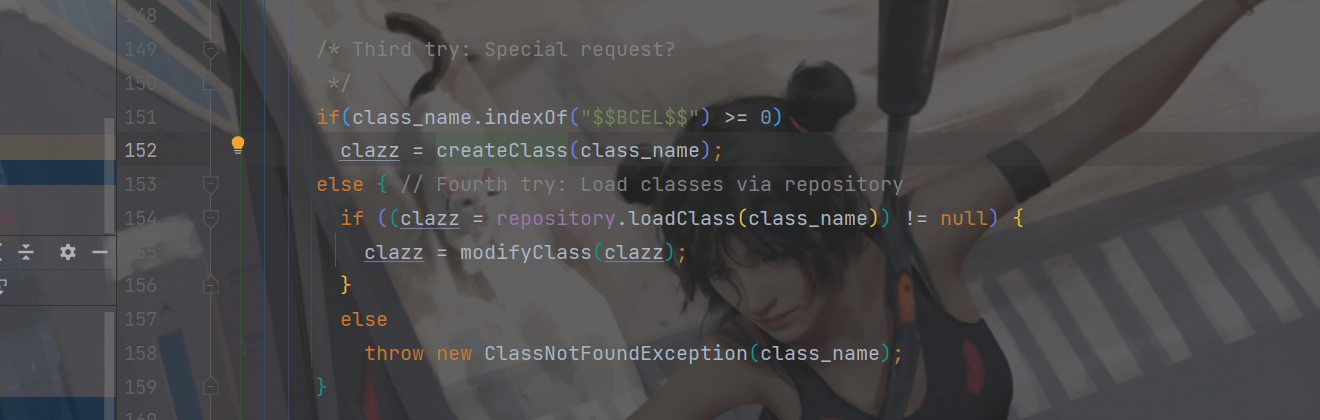 148
149 /* Third try: Special request?
150 */
151 if(class_name.indexOf("$$BCEL$$") >= 0)
152 clazz = createClass(class_name);
153 else { // Fourth try: Load classes via repository
154 if ((clazz = repository.loadClass(class_name)) != null) {
155 clazz = modifyClass(clazz);
156 }
157 else
158 throw new ClassNotFoundException(class_name);
159 }
160